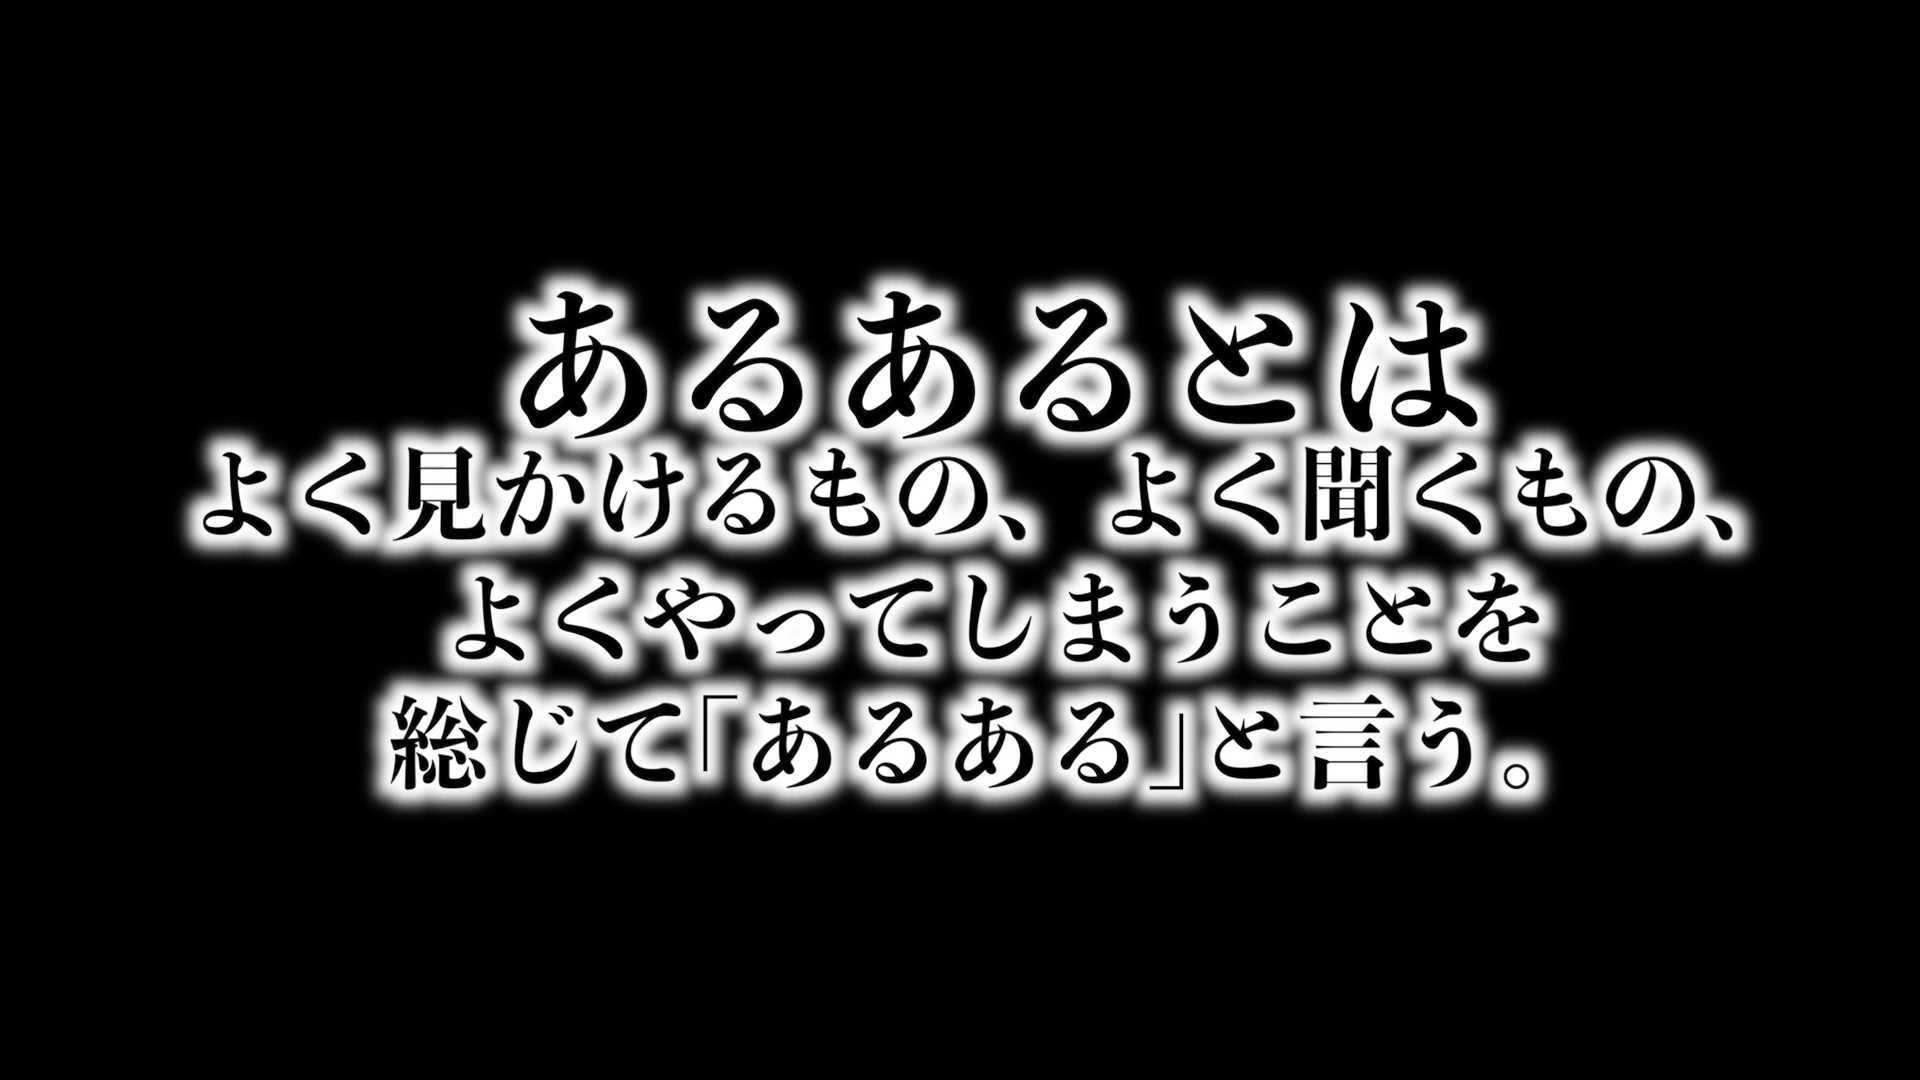 あるあるとは
よく見かけるもの、よく聞くもの、
よくやってしまうことを
総じて「あるある」と言う。